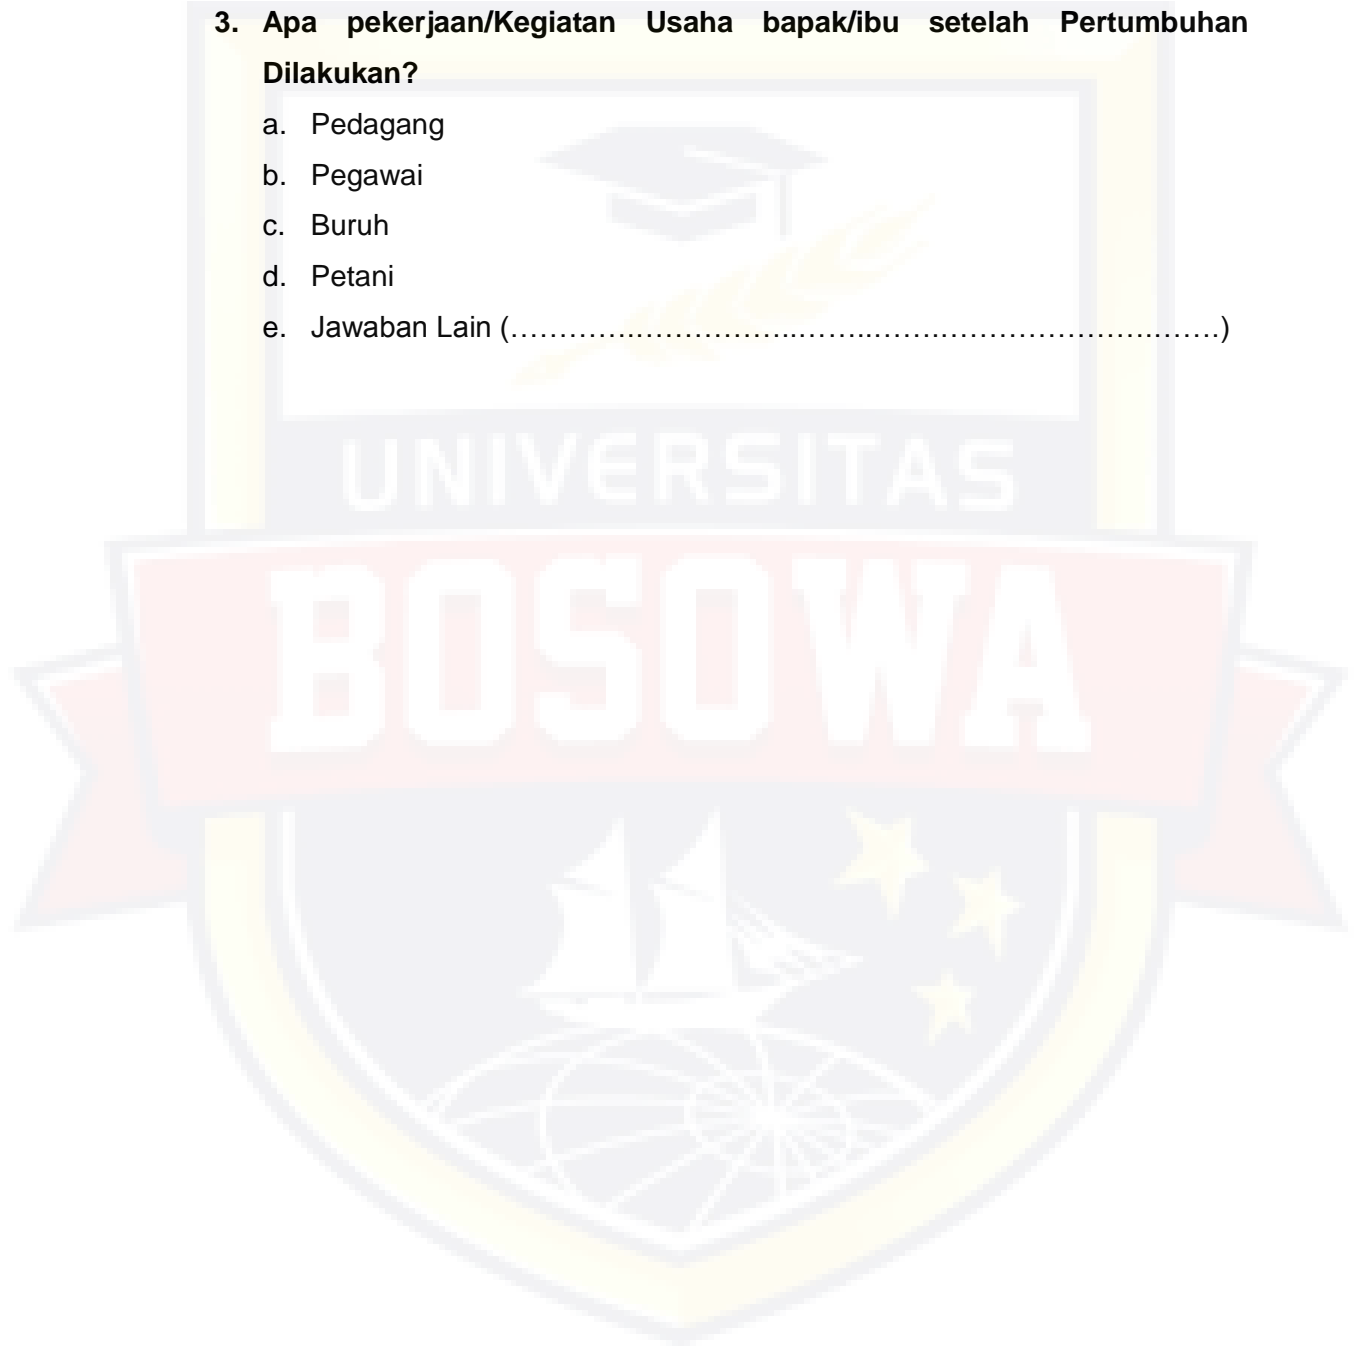 3. Apa pekerjaan/Kegiatan Usaha bapak/ibu setelah Pertumbuhan
Dilakukan?
a. Pedagang
b. Pegawai
c. Buruh
d. Petani
e. Jawaban Lain (…………………………..……..…….………………………)
UNIVERSITAS
BOSOWA